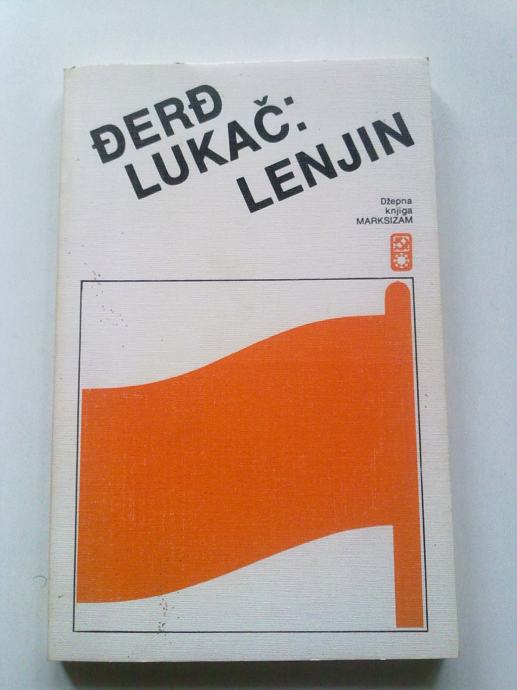 ĐERĐ
LUKAČ:
LENJIN
Džepna
knjiga
MARKSIZAM